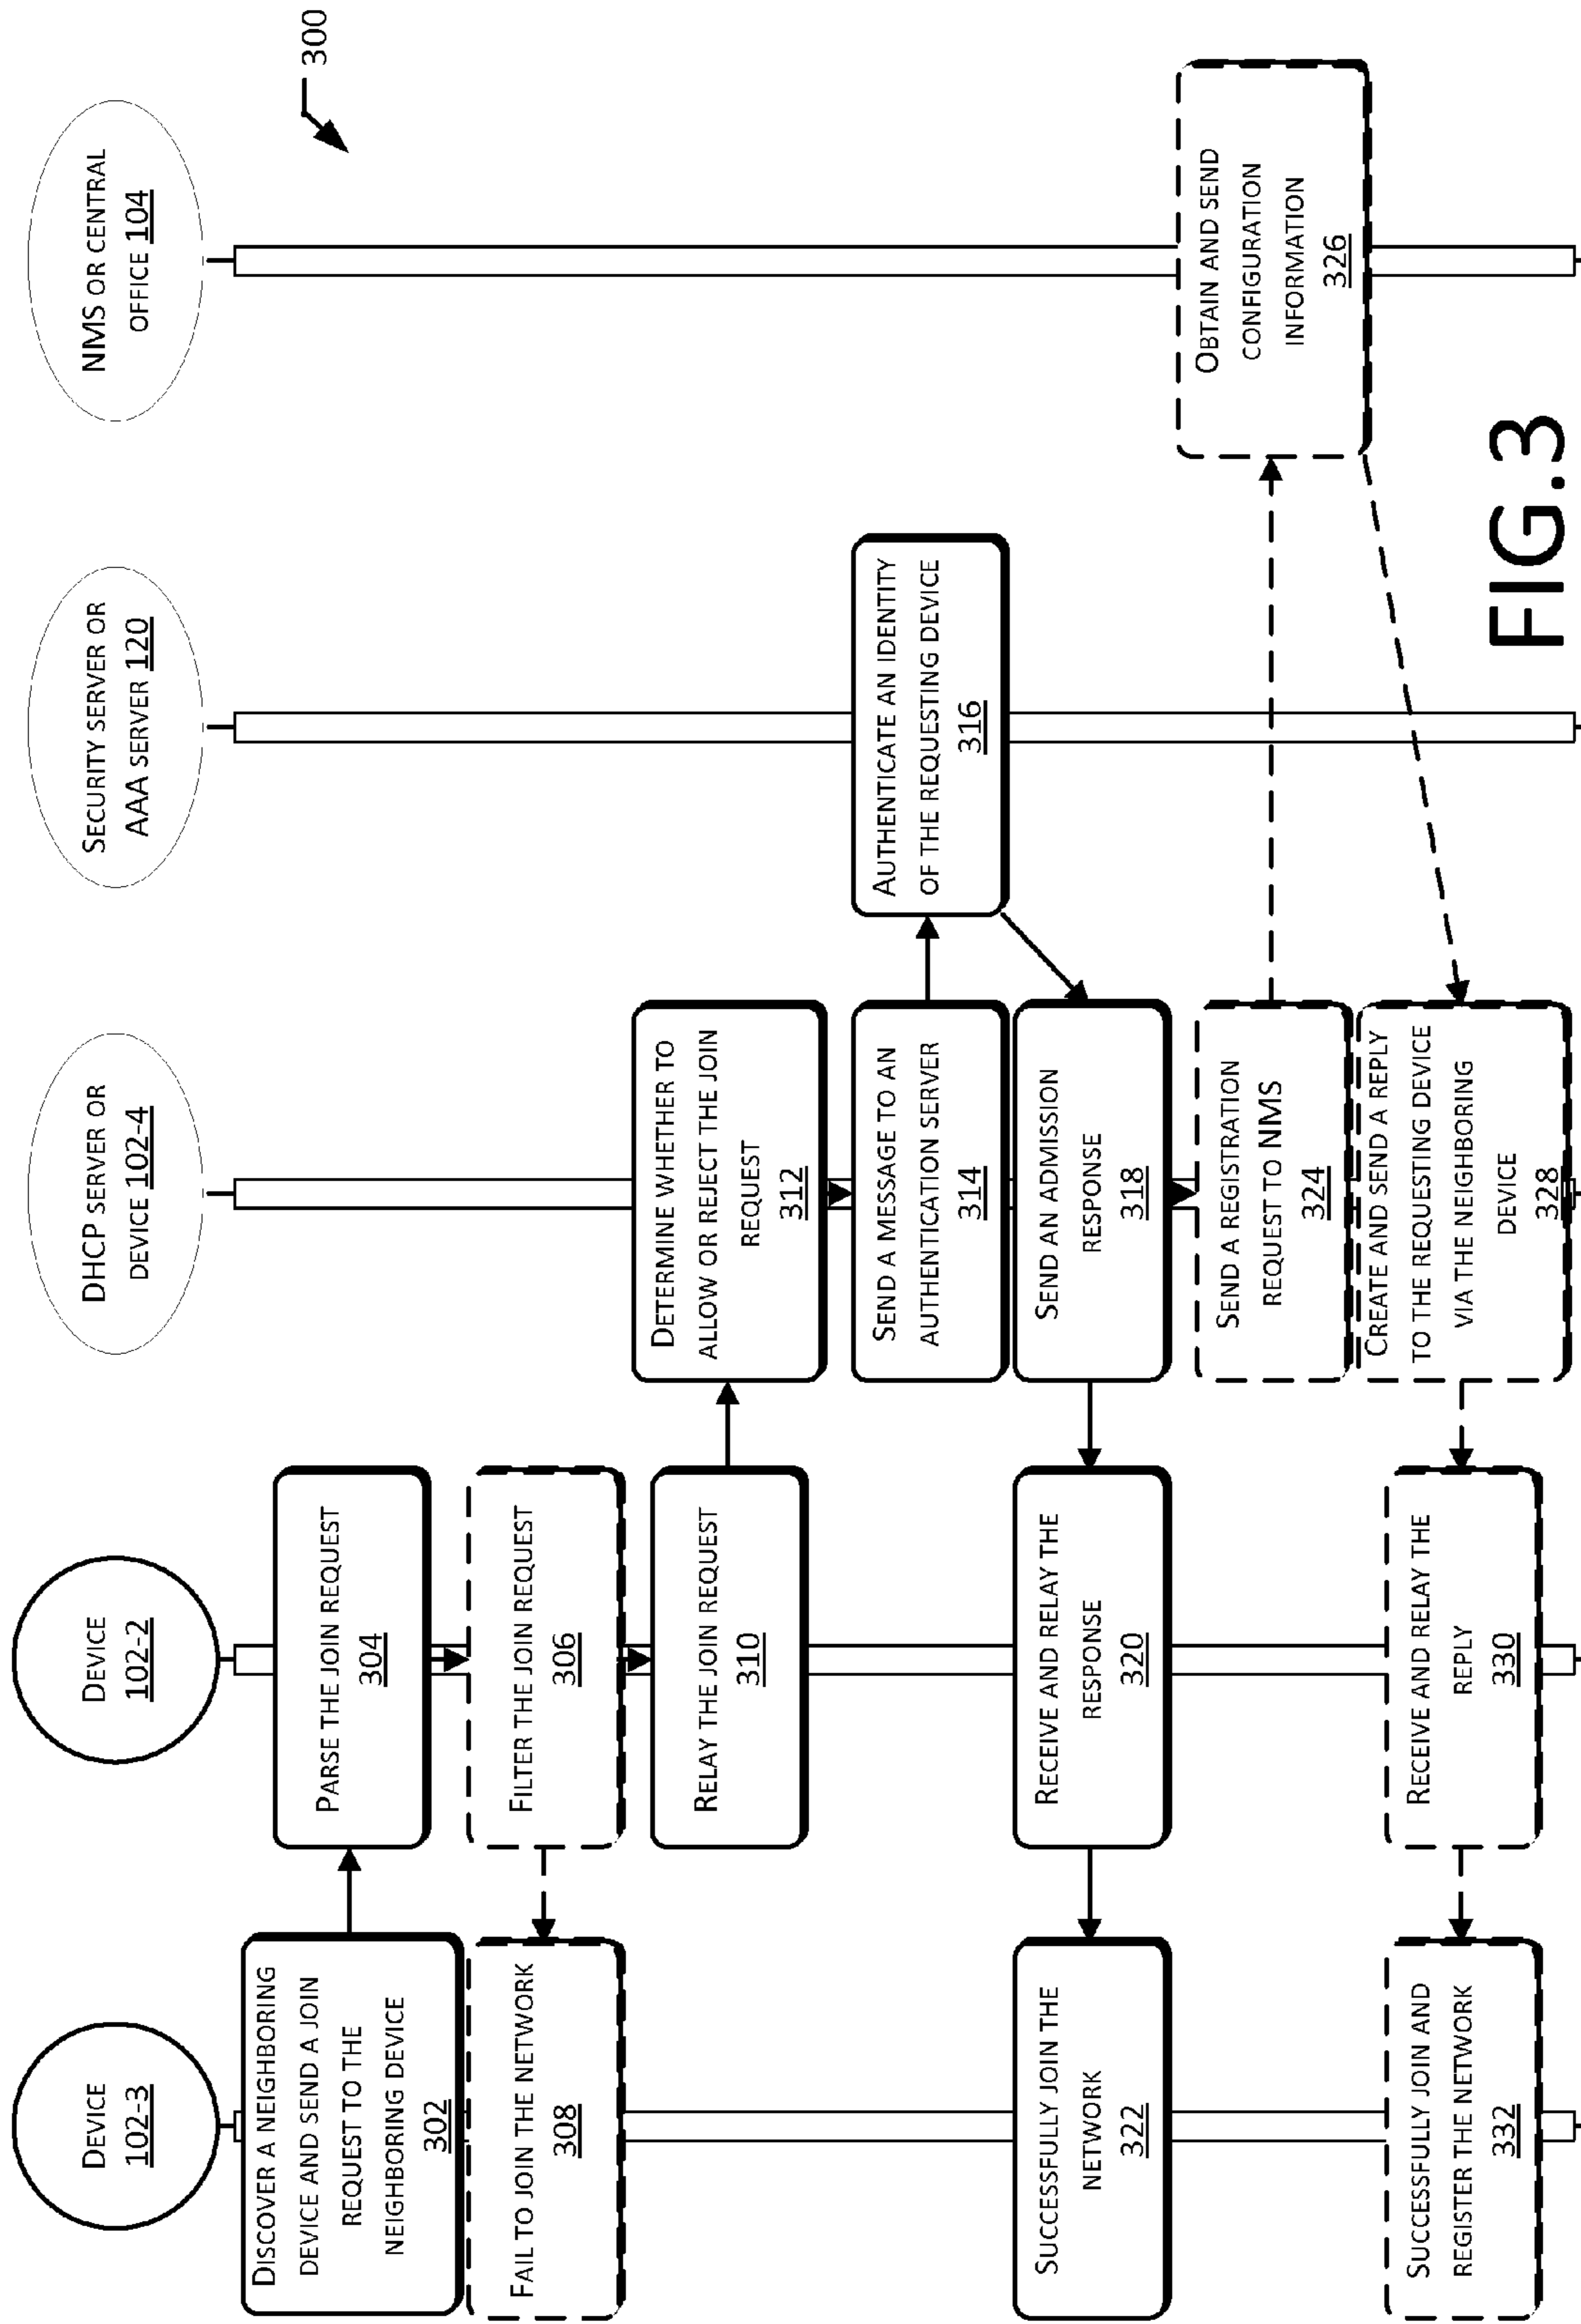 DEVICE
102-3
DEVICE
102-2
DHCP SERVER OR
DEVICE 102-4
SECURITY SERVER OR
AAA SERVER 120
NMS OR CENTRAL
OFFICE 104
300
DISCOVER A NEIGHBORING
DEVICE AND SEND A JOIN
REQUEST TO THE
NEIGHBORING DEVICE
302
PARSE THE JOIN REQUEST
304
FILTER THE JOIN REQUEST
306
FAIL TO JOIN THE NETWORK
308
RELAY THE JOIN REQUEST
310
DETERMINE WHETHER TO
ALLOW OR REJECT THE JOIN
REQUEST
312
SEND A MESSAGE TO AN
AUTHENTICATION SERVER
314
AUTHENTICATE AN IDENTITY
OF THE REQUESTING DEVICE
316
SEND AN ADMISSION
RESPONSE
318
RECEIVE AND RELAY THE
RESPONSE
320
SUCCESSFULLY JOIN THE
NETWORK
322
SEND A REGISTRATION
REQUEST TO NMS
324
OBTAIN AND SEND
CONFIGURATION
INFORMATION
326
CREATE AND SEND A REPLY
TO THE REQUESTING DEVICE
VIA THE NEIGHBORING
DEVICE
328
RECEIVE AND RELAY THE
REPLY
330
SUCCESSFULLY JOIN AND
REGISTER THE NETWORK
332
FIG.3